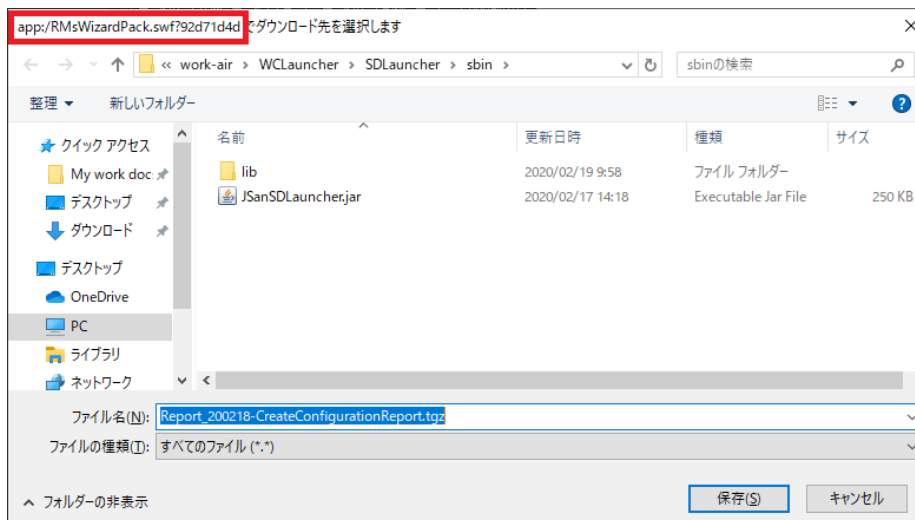 app:/RMsWizardPack.swf?92d71d4d でダウンロード先を選択します
« work-air › WCLauncher › SDLauncher › sbin ›
sbinの検索
整理
新しいフォルダー
?
名前
更新日時
種類
サイズ
クイック アクセス
My work doc
デスクトップ
ダウンロード
デスクトップ
OneDrive
PC
ライブラリ
ネットワーク
lib 2020/02/19 9:58 ファイル フォルダー
JSanSDLauncher.jar 2020/02/17 14:18 Executable Jar File 250 KB
ファイル名(N): Report_200218-CreateConfigurationReport.tgz
ファイルの種類(T): すべてのファイル (*.*)
フォルダーの非表示
保存(S)
キャンセル